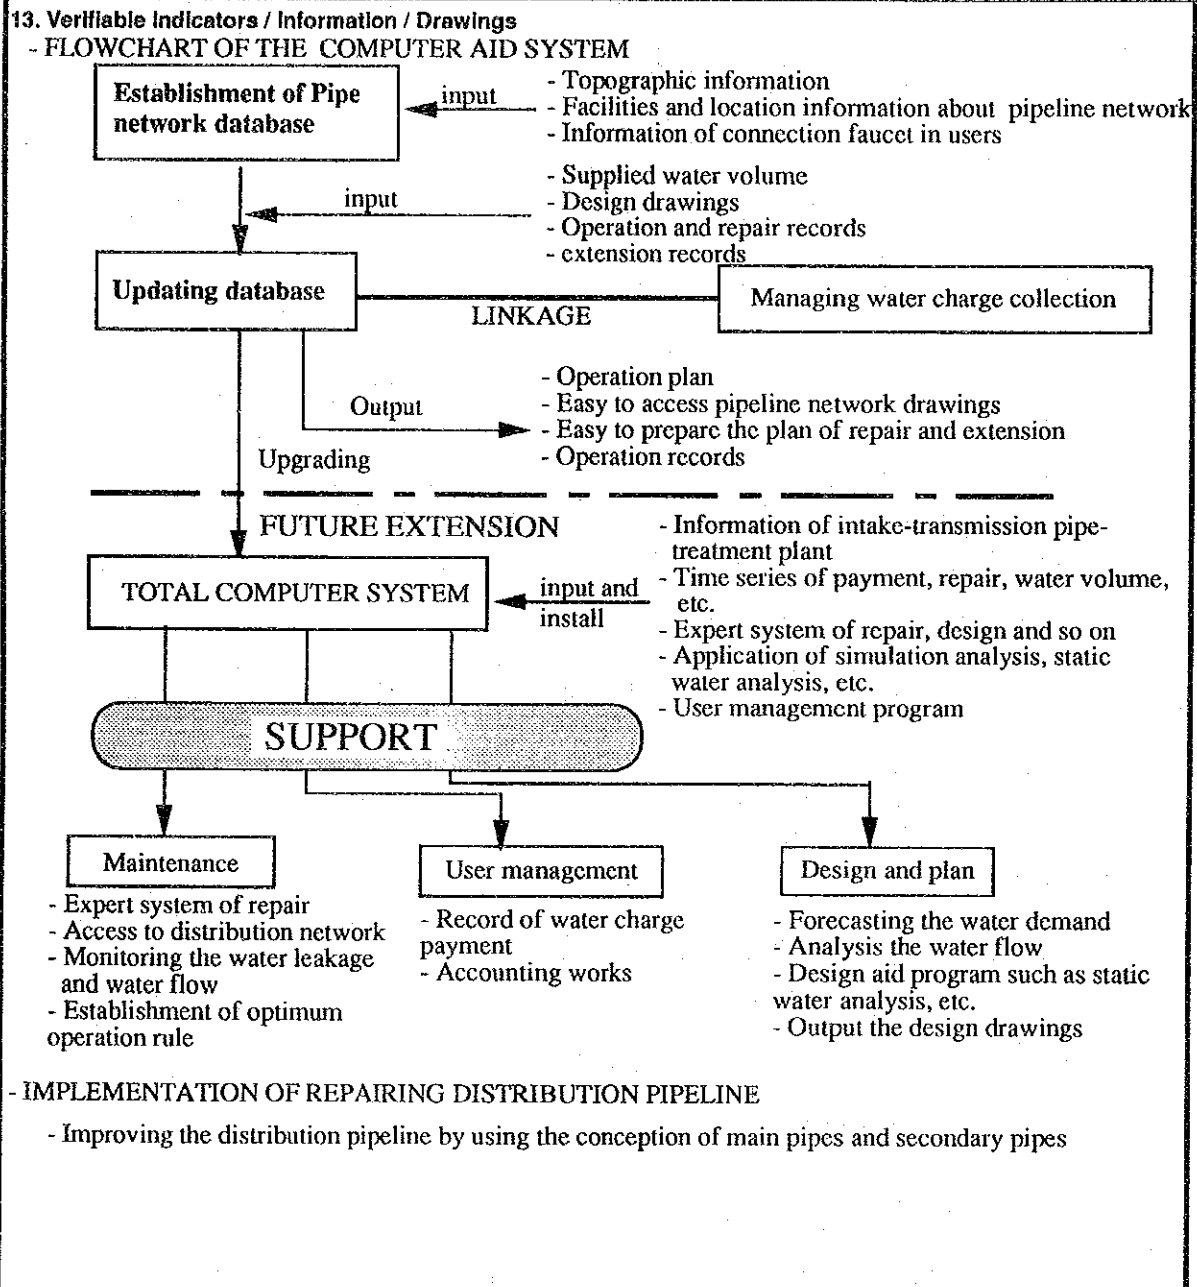 13. Verifiable Indicators / Information / Drawings
- FLOWCHART OF THE COMPUTER AID SYSTEM
Establishment of Pipe
network database
input
- Topographic information
- Facilities and location information about pipeline network
- Information of connection faucet in users
input
- Supplied water volume
- Design drawings
- Operation and repair records
- extension records
Updating database
LINKAGE
Managing water charge collection
Output
- Operation plan
- Easy to access pipeline network drawings
- Easy to prepare the plan of repair and extension
- Operation records
Upgrading
FUTURE EXTENSION
TOTAL COMPUTER SYSTEM
input and
install
- Information of intake-transmission pipe-
treatment plant
- Time series of payment, repair, water volume,
etc.
- Expert system of repair, design and so on
- Application of simulation analysis, static
water analysis, etc.
- User management program
SUPPORT
Maintenance
- Expert system of repair
- Access to distribution network
- Monitoring the water leakage
and water flow
- Establishment of optimum
operation rule
User management
- Record of water charge
payment
- Accounting works
Design and plan
- Forecasting the water demand
- Analysis the water flow
- Design aid program such as static
water analysis, etc.
- Output the design drawings
- IMPLEMENTATION OF REPAIRING DISTRIBUTION PIPELINE
- Improving the distribution pipeline by using the conception of main pipes and secondary pipes